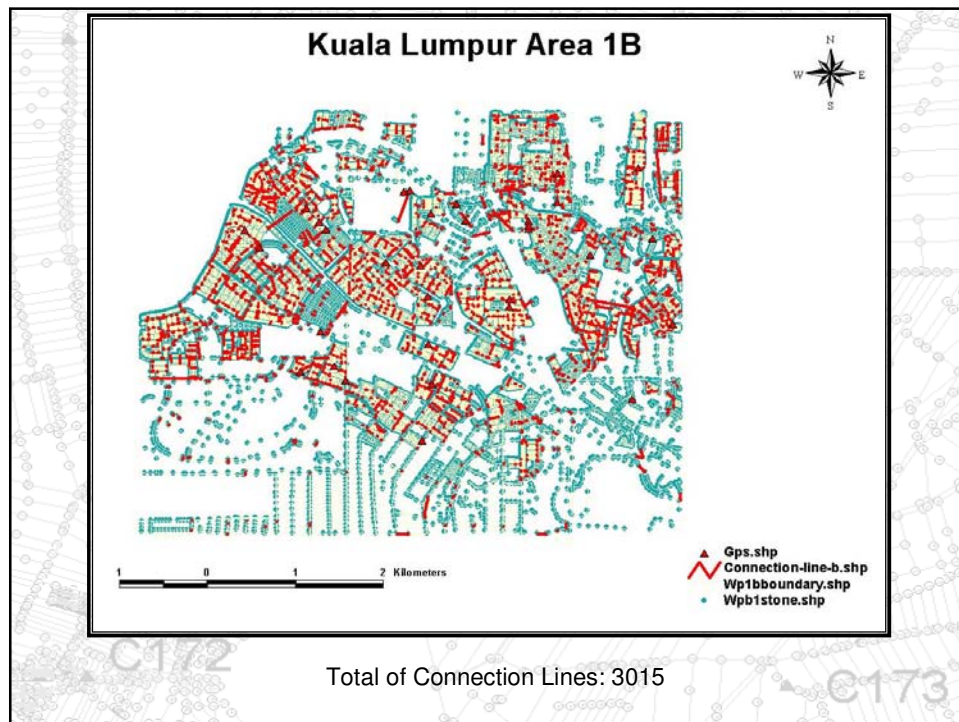 Kuala Lumpur Area 1B
N
W E
S
1 0 1 2 Kilometers
Gps.shp
Connection-line-b.shp
Wp1bboundary.shp
Wpb1stone.shp
C172
C173
Total of Connection Lines: 3015